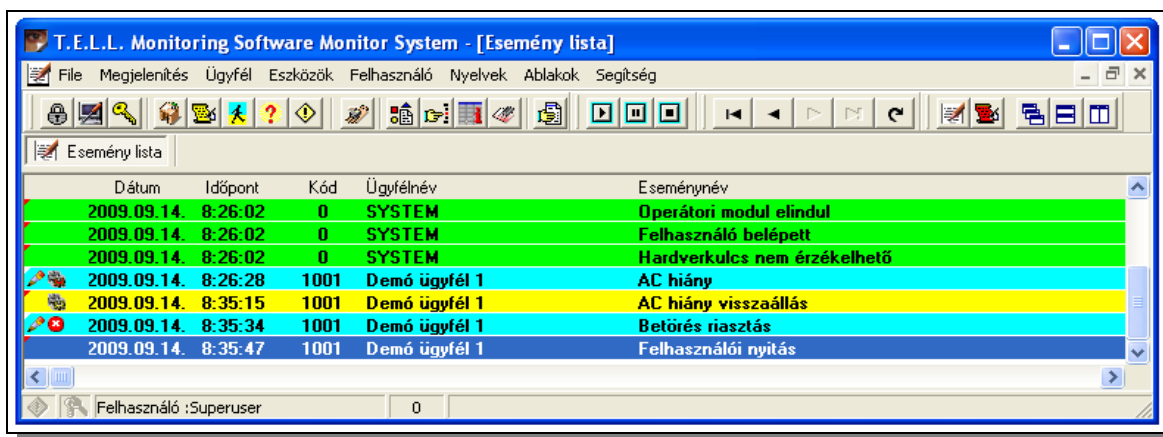 T.E.L.L. Monitoring Software Monitor System - [Esemény lista]
File Megjelenítés Ügyfél Eszközök Felhasználó Nyelvek Ablakok Segítség
Esemény lista
Dátum Időpont Kód Ügyfélnév Eseménynév
2009.09.14. 8:26:02 0 SYSTEM Operátori modul elindul
2009.09.14. 8:26:02 0 SYSTEM Felhasználó belépett
2009.09.14. 8:26:02 0 SYSTEM Hardverkulcs nem érzékelhető
2009.09.14. 8:26:28 1001 Demó ügyfél 1 AC hiány
2009.09.14. 8:35:15 1001 Demó ügyfél 1 AC hiány visszaállás
2009.09.14. 8:35:34 1001 Demó ügyfél 1 Betörés riasztás
2009.09.14. 8:35:47 1001 Demó ügyfél 1 Felhasználói nyitás
Felhasználó :Superuser 0